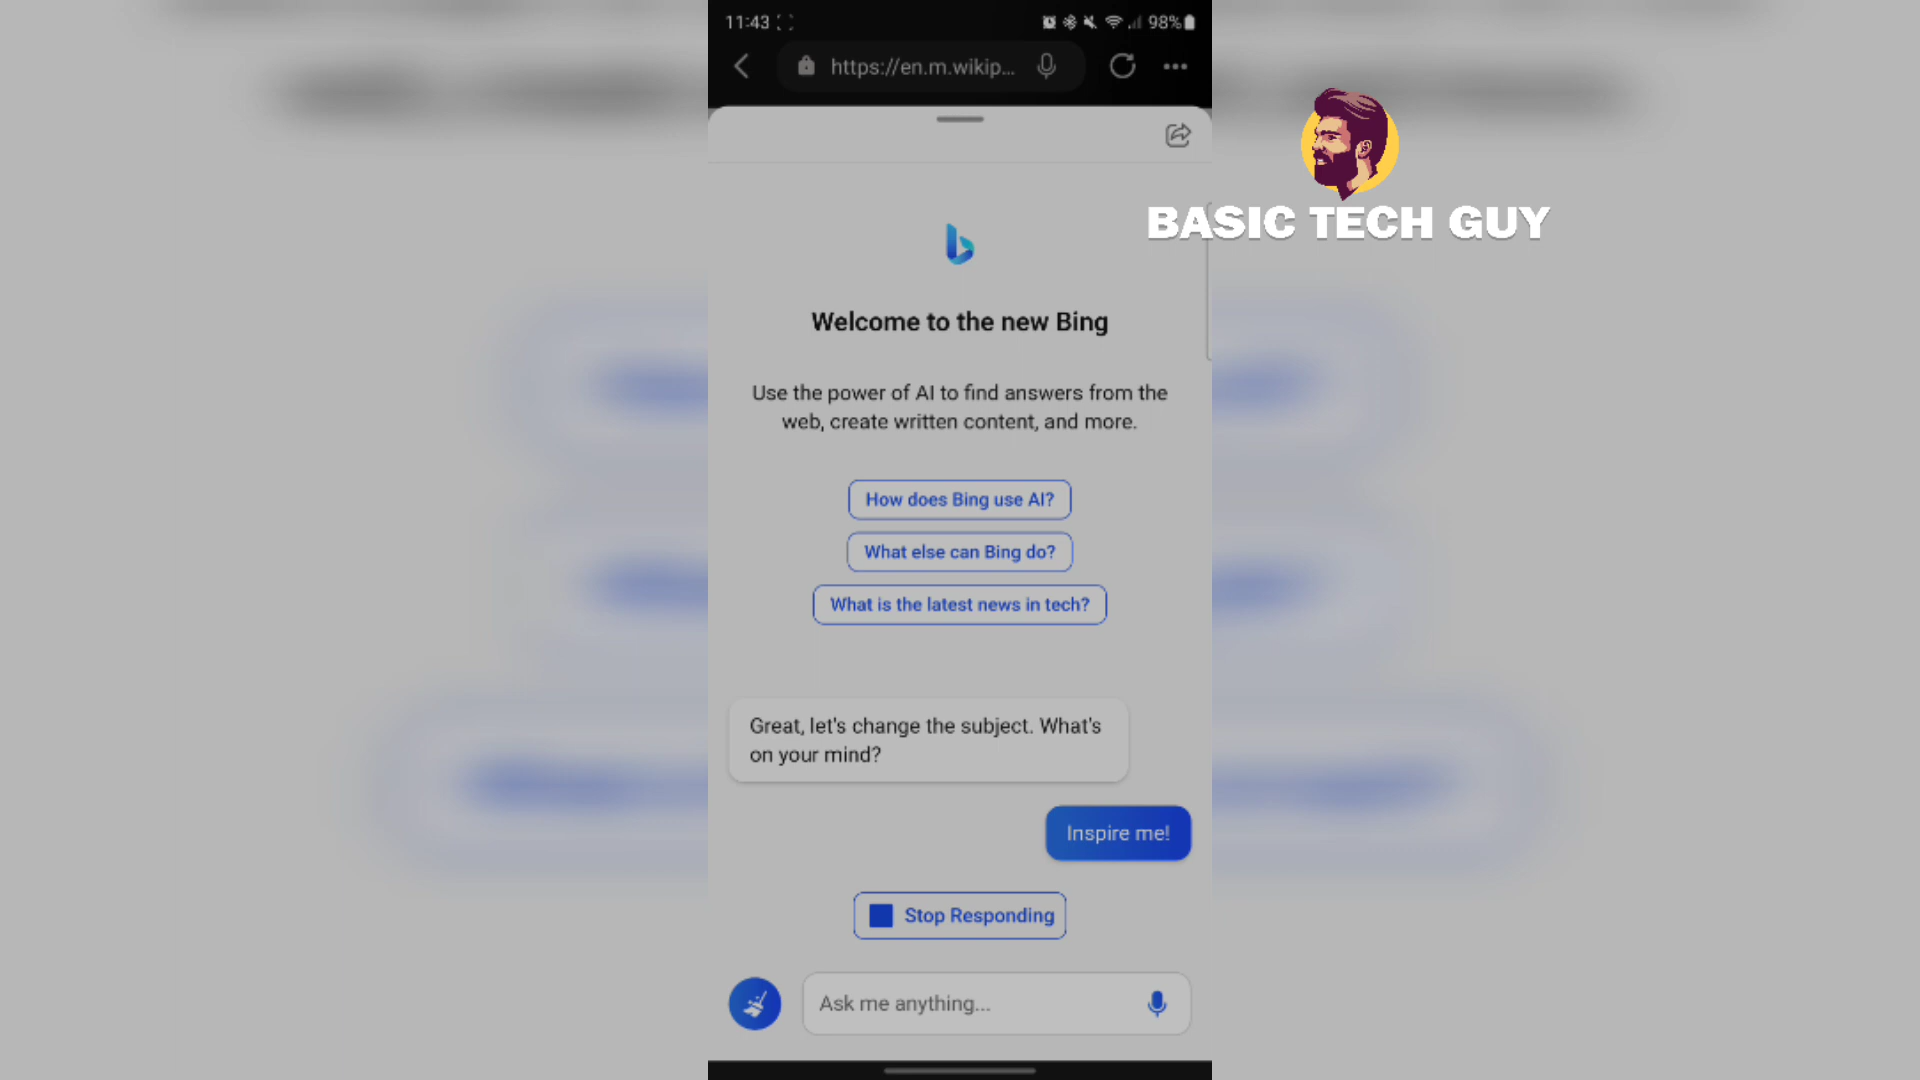 11:43
98%
https://en.m.wikip...
BASIC TECH GUY
Welcome to the new Bing
Use the power of AI to find answers from the
web, create written content, and more.
How does Bing use AI?
What else can Bing do?
What is the latest news in tech?
Great, let's change the subject. What's
on your mind?
Inspire me!
Stop Responding
Ask me anything...